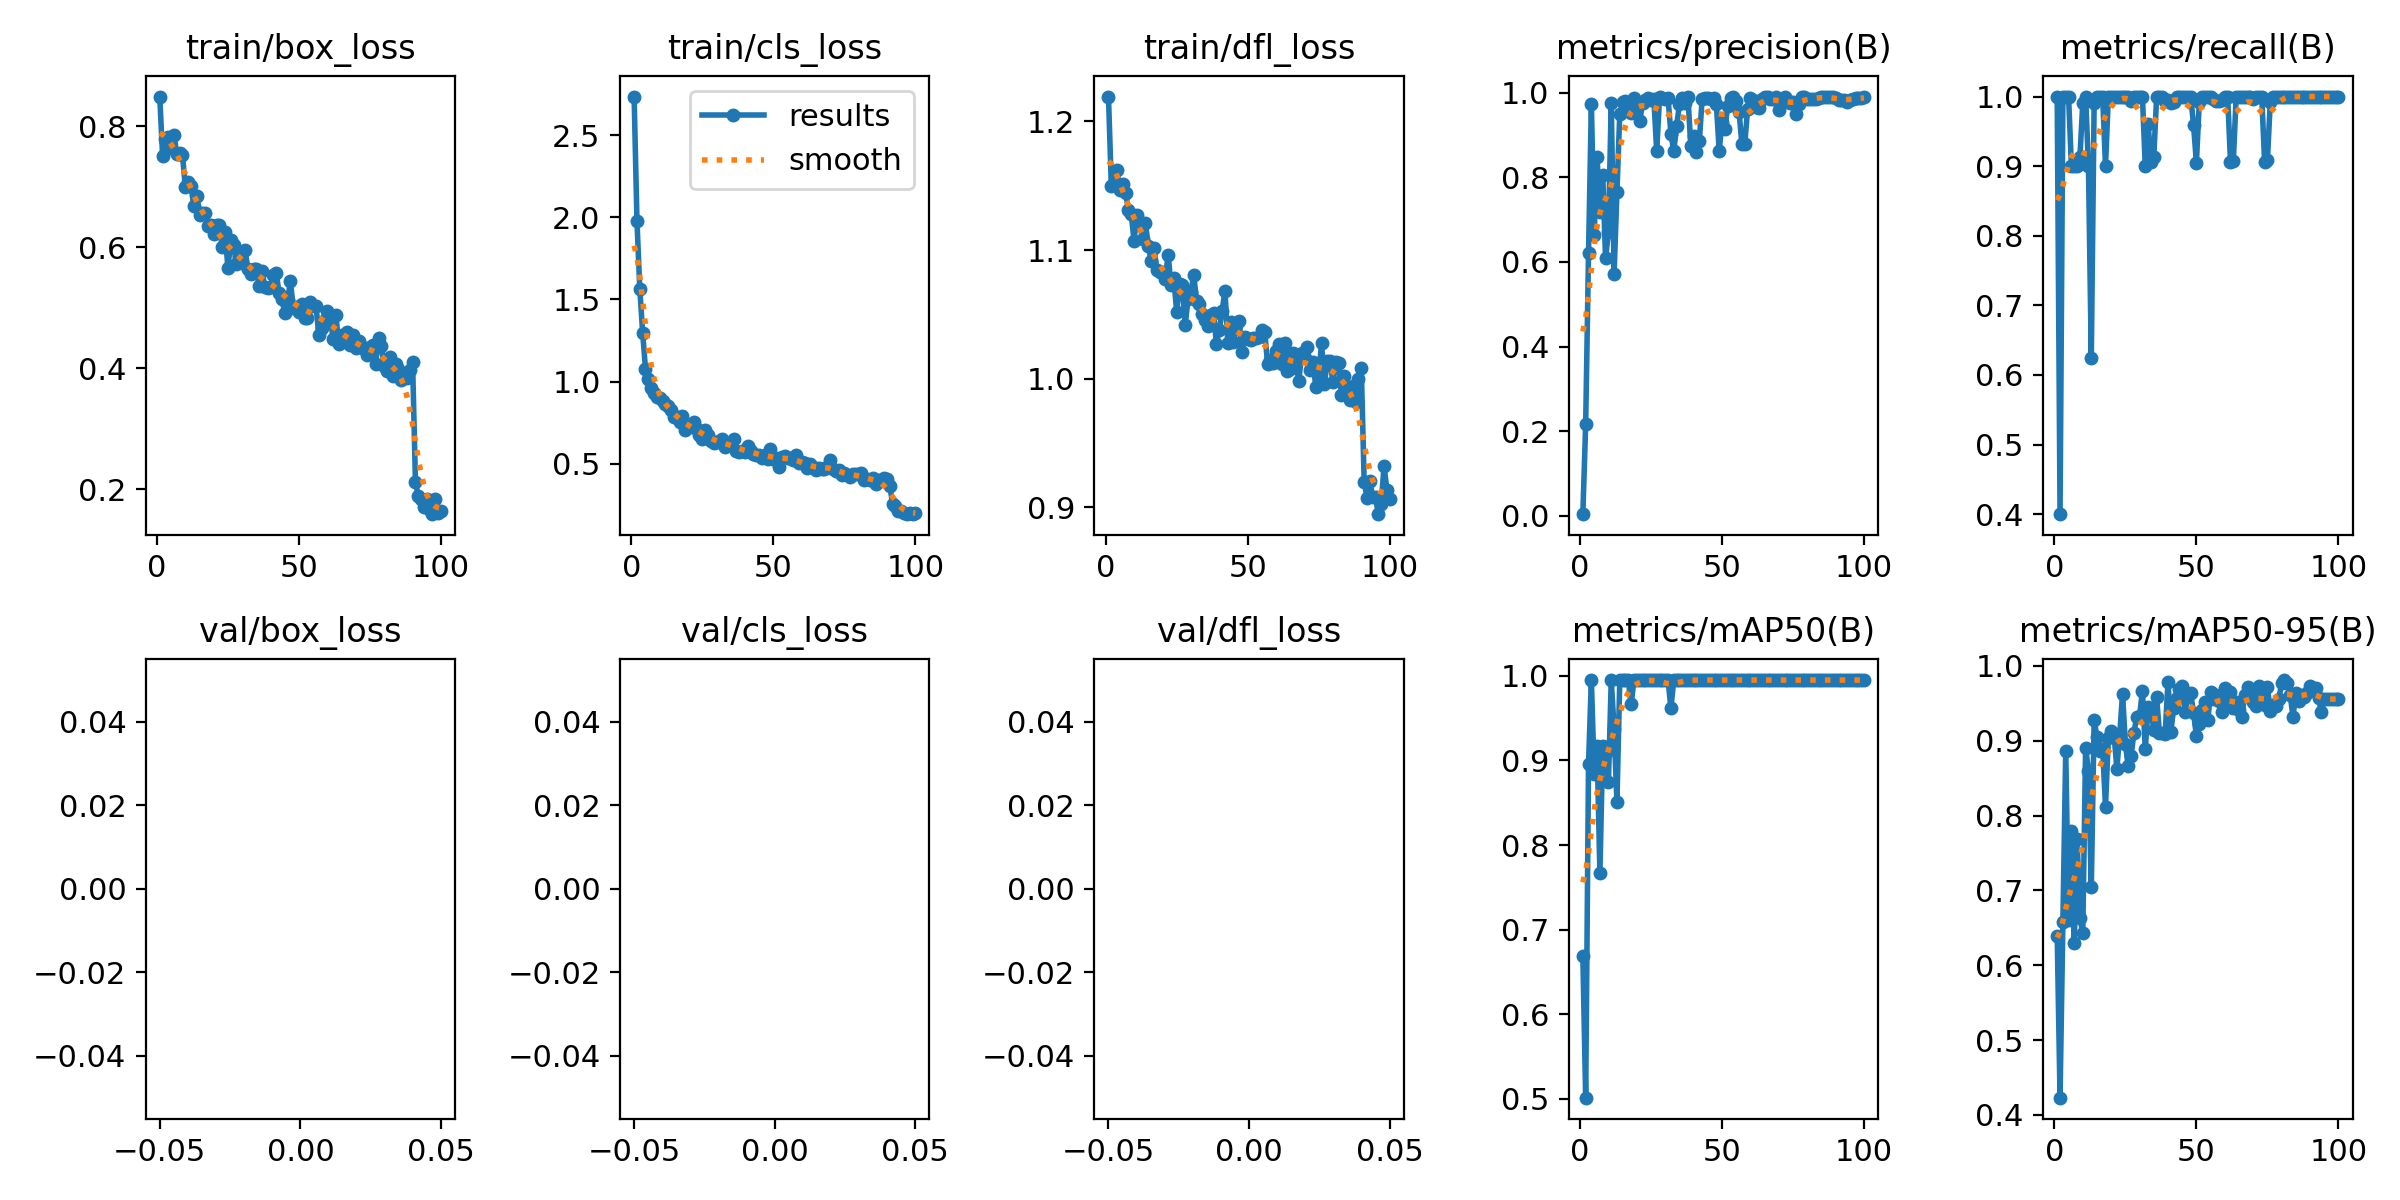 train/box_loss
0.8
0.6
0.4
0.2
0 50 100
train/cls_loss
results
smooth
2.5
2.0
1.5
1.0
0.5
0 50 100
train/dfl_loss
1.2
1.1
1.0
0.9
0 50 100
metrics/precision(B)
1.0
0.8
0.6
0.4
0.2
0.0
0 50 100
metrics/recall(B)
1.0
0.9
0.8
0.7
0.6
0.5
0.4
0 50 100
val/box_loss
0.04
0.02
0.00
−0.02
−0.04
−0.05 0.00 0.05
val/cls_loss
0.04
0.02
0.00
−0.02
−0.04
−0.05 0.00 0.05
val/dfl_loss
0.04
0.02
0.00
−0.02
−0.04
−0.05 0.00 0.05
metrics/mAP50(B)
1.0
0.9
0.8
0.7
0.6
0.5
0 50 100
metrics/mAP50-95(B)
1.0
0.9
0.8
0.7
0.6
0.5
0.4
0 50 100